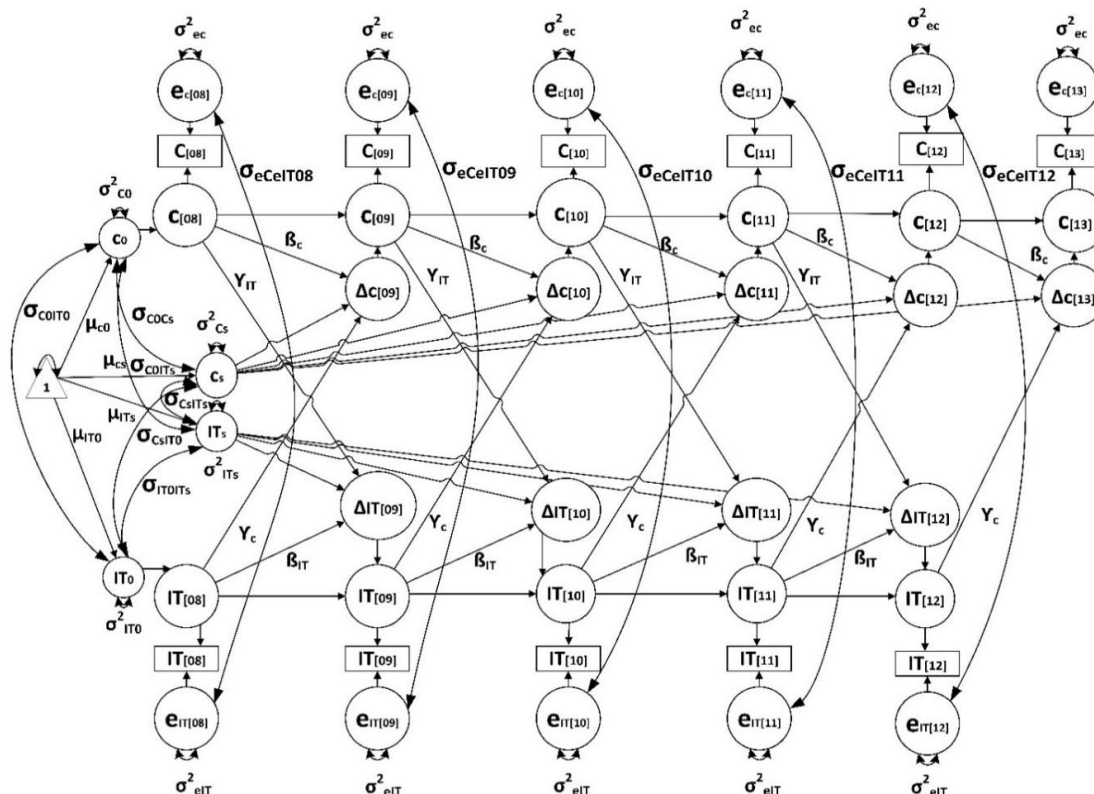 σ²ec σ²ec σ²ec σ²ec σ²ec σ²ec
ec[08] ec[09] ec[10] ec[11] ec[12] ec[13]
C[08] C[09] C[10] C[11] C[12] C[13]
σeCeIT08 σeCeIT09 σeCeIT10 σeCeIT11 σeCeIT12
σ²C0
C[08] C[09] C[10] C[11] C[12] C[13]
C0
ßc ßc ßc ßc ßc
YIT YIT YIT YIT
Δc[09] Δc[10] Δc[11] Δc[12] Δc[13]
σC0IT0 μc0 σC0Cs σ²Cs
μcs σC0ITs
1 Cs
μITs σCsITs
μIT0 σCsIT0 ITs
σIT0ITs σ²ITs
ΔIT[09] ΔIT[10] ΔIT[11] ΔIT[12]
Yc Yc Yc Yc Yc
ßIT ßIT ßIT ßIT
IT0
IT[08] IT[09] IT[10] IT[11] IT[12]
σ²IT0
IT[08] IT[09] IT[10] IT[11] IT[12]
eIT[08] eIT[09] eIT[10] eIT[11] eIT[12]
σ²eIT σ²eIT σ²eIT σ²eIT σ²eIT